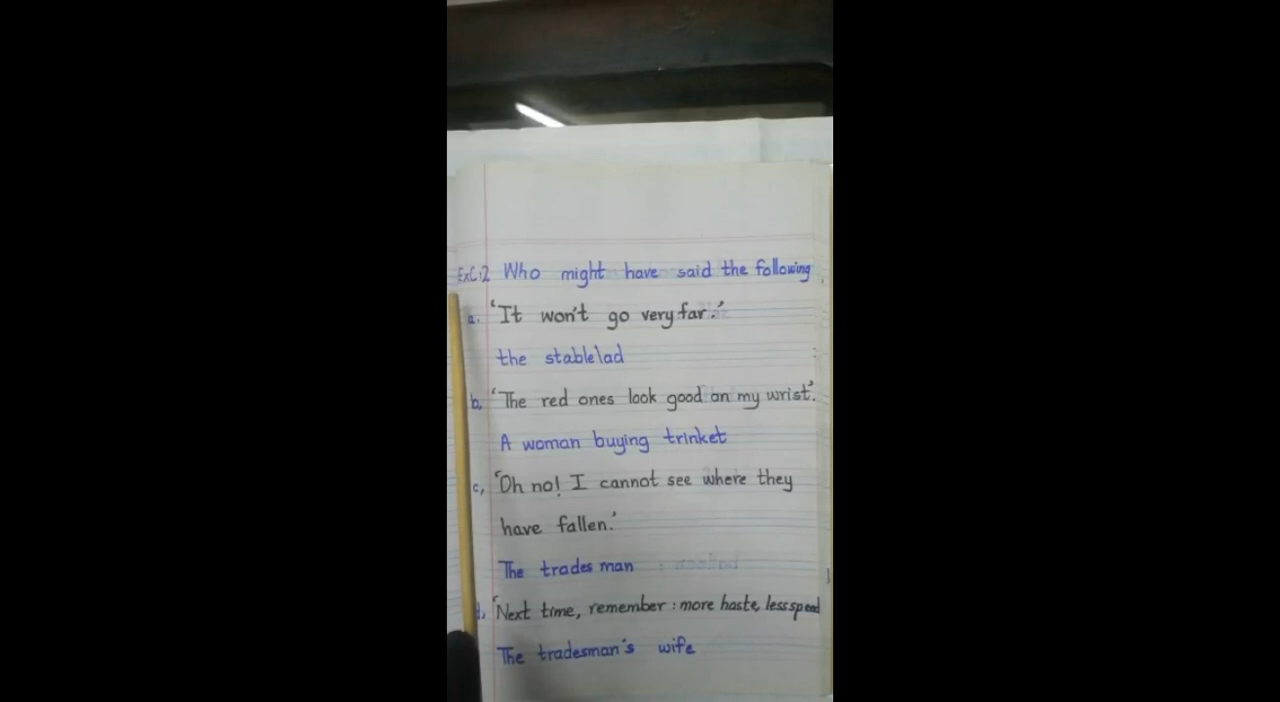 Exc:2 Who might have said the following
a. 'It won't go very far.'
the stablelad
b. 'The red ones look good on my wrist'.
A woman buying trinket
c, 'Oh no! I cannot see where they
have fallen.'
The trades man
d. 'Next time, remember : more haste, less speed
The tradesman's wife